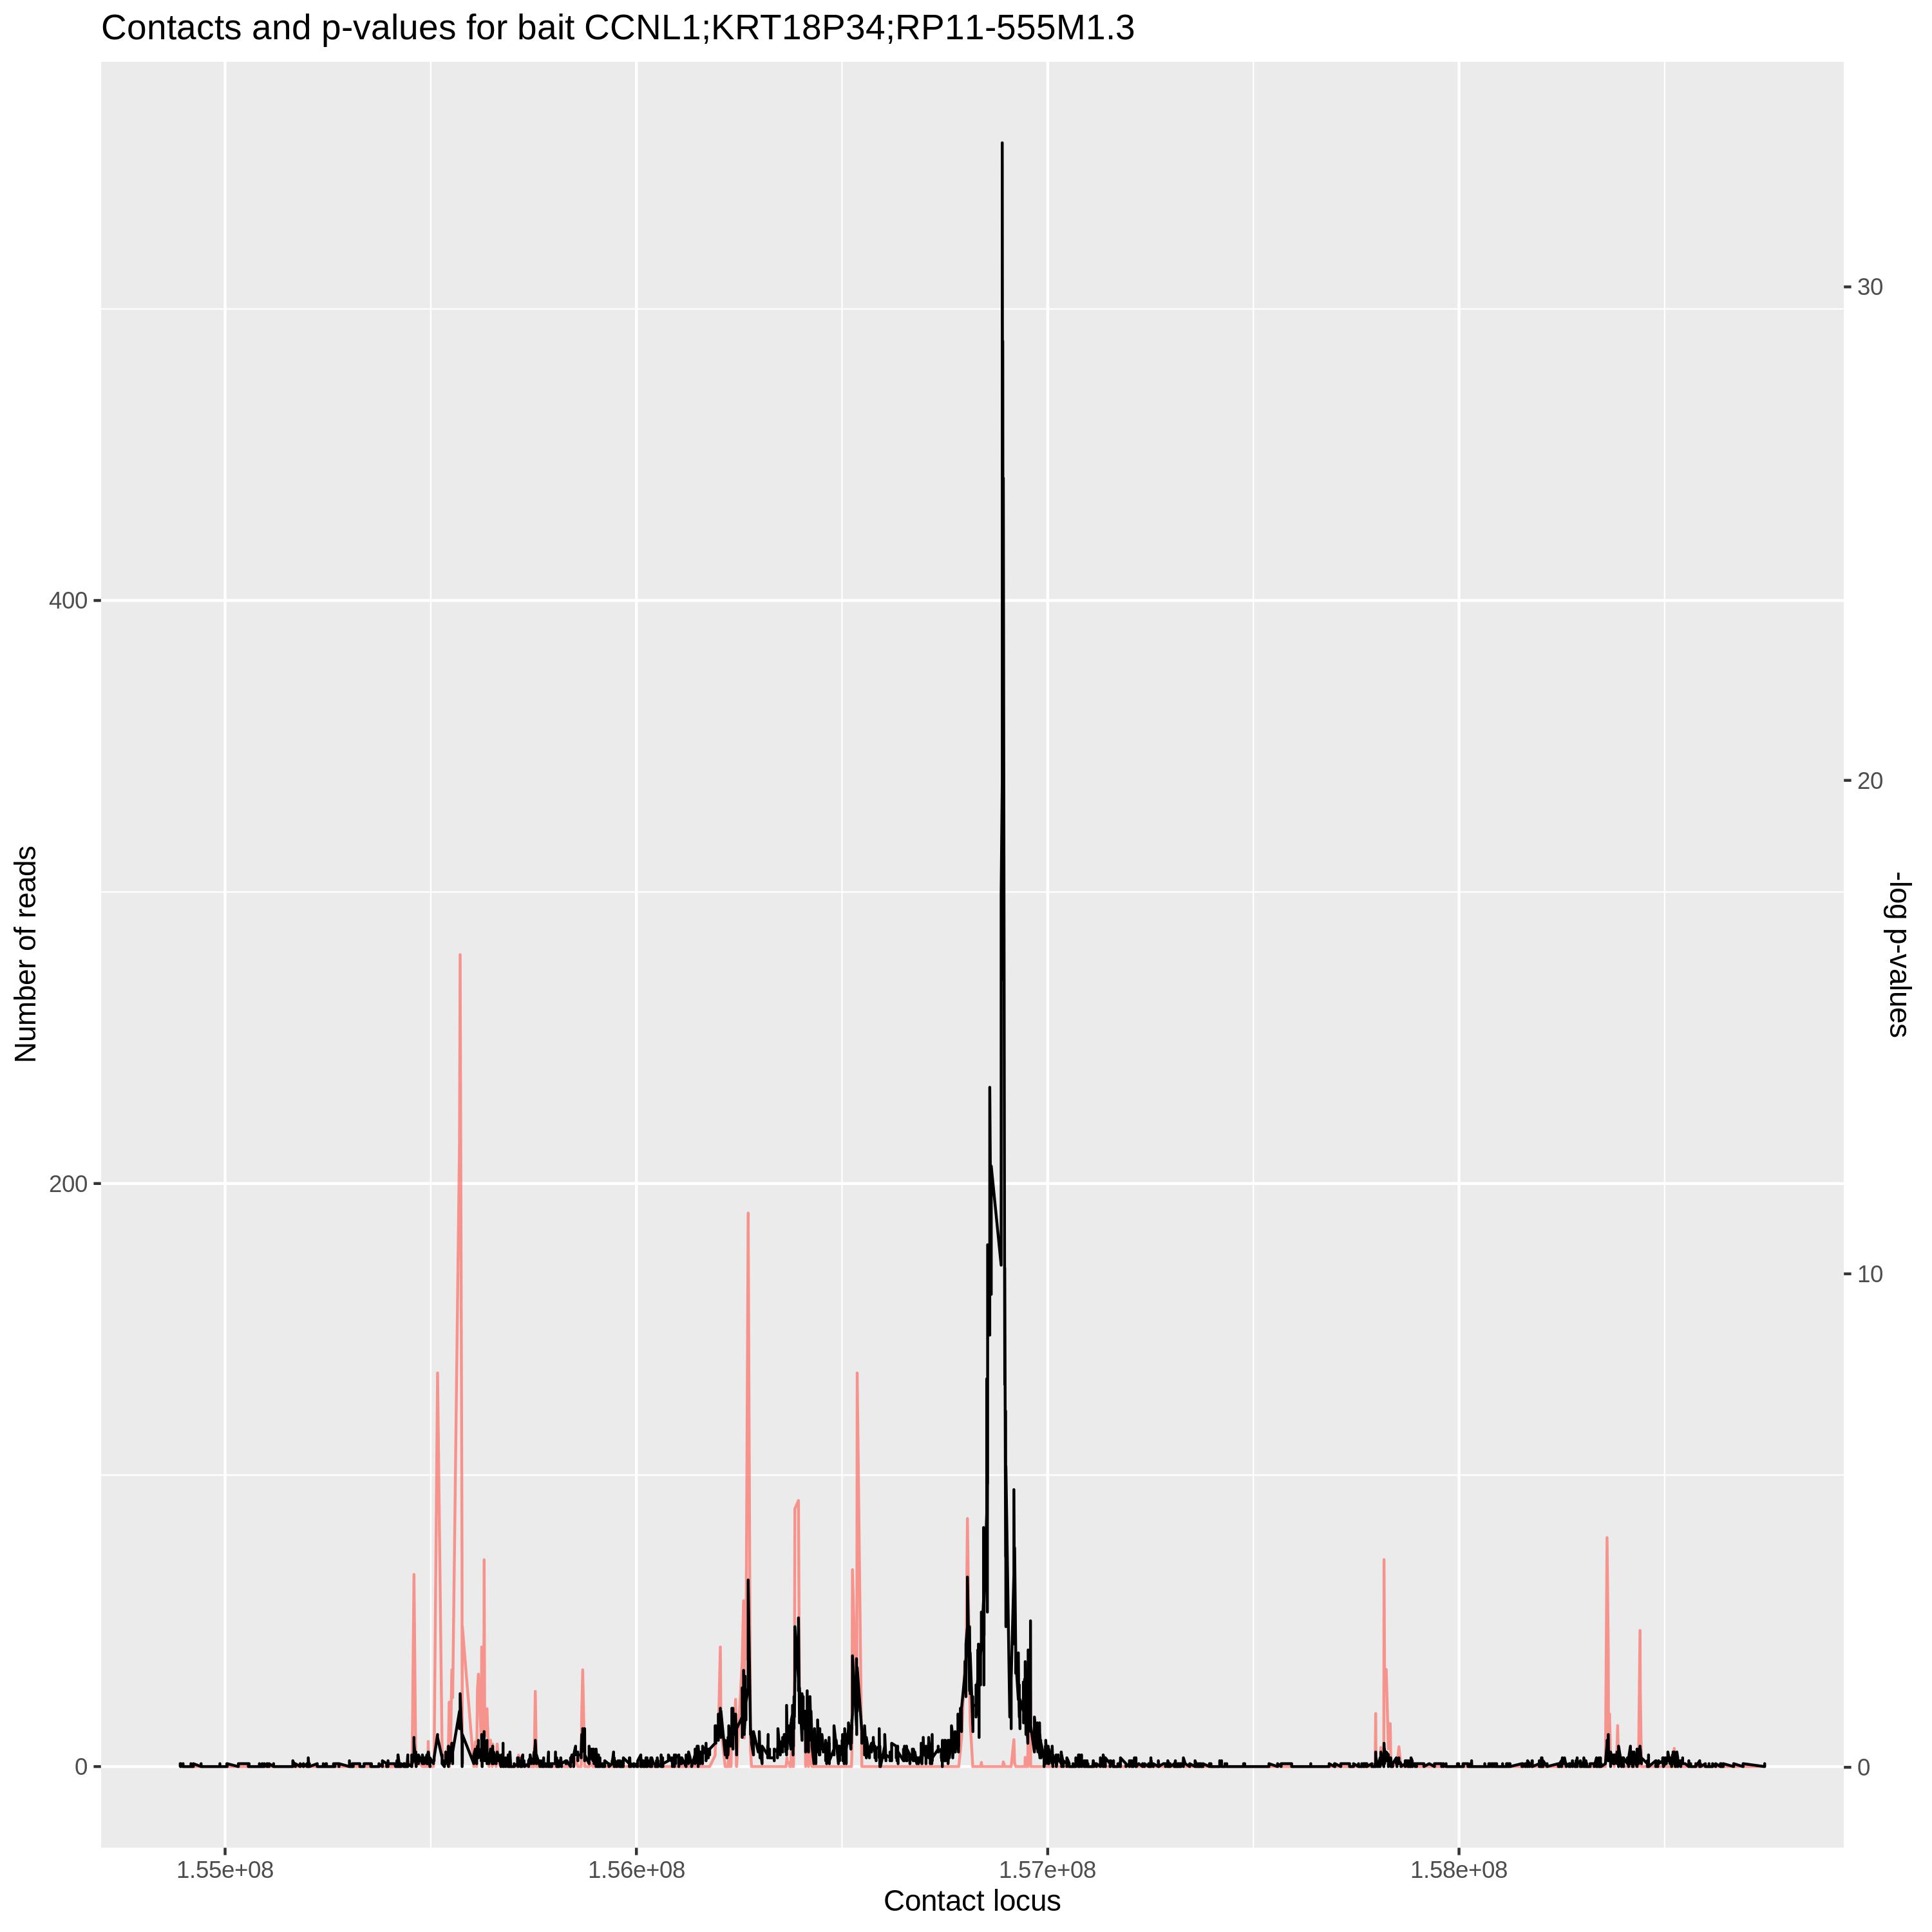 Contacts and p-values for bait CCNL1;KRT18P34;RP11-555M1.3
Number of reads
400
200
0
30
20
10
0
-log p-values
1.55e+08
1.56e+08
1.57e+08
1.58e+08
Contact locus